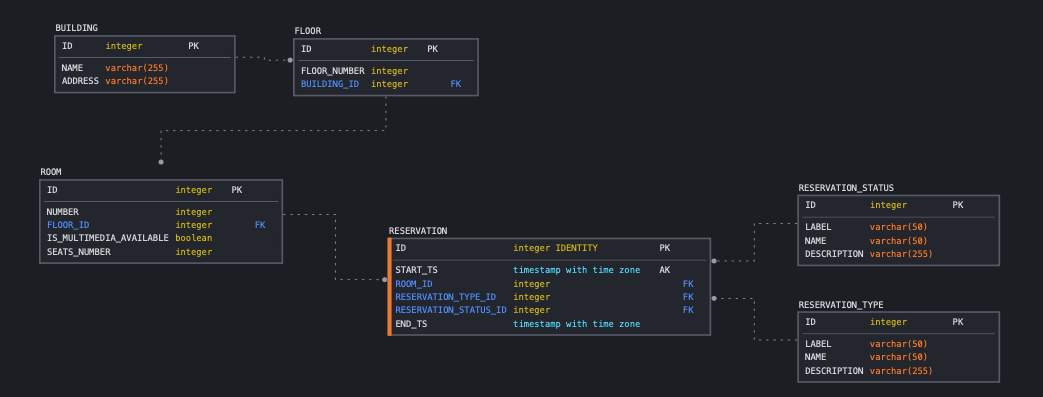 BUILDING
ID integer PK
NAME varchar(255)
ADDRESS varchar(255)
FLOOR
ID integer PK
FLOOR_NUMBER integer
BUILDING_ID integer FK
ROOM
ID integer PK
NUMBER integer
FLOOR_ID integer FK
IS_MULTIMEDIA_AVAILABLE boolean
SEATS_NUMBER integer
RESERVATION
ID integer IDENTITY PK
START_TS timestamp with time zone AK
ROOM_ID integer FK
RESERVATION_TYPE_ID integer FK
RESERVATION_STATUS_ID integer FK
END_TS timestamp with time zone
RESERVATION_STATUS
ID integer PK
LABEL varchar(50)
NAME varchar(50)
DESCRIPTION varchar(255)
RESERVATION_TYPE
ID integer PK
LABEL varchar(50)
NAME varchar(50)
DESCRIPTION varchar(255)